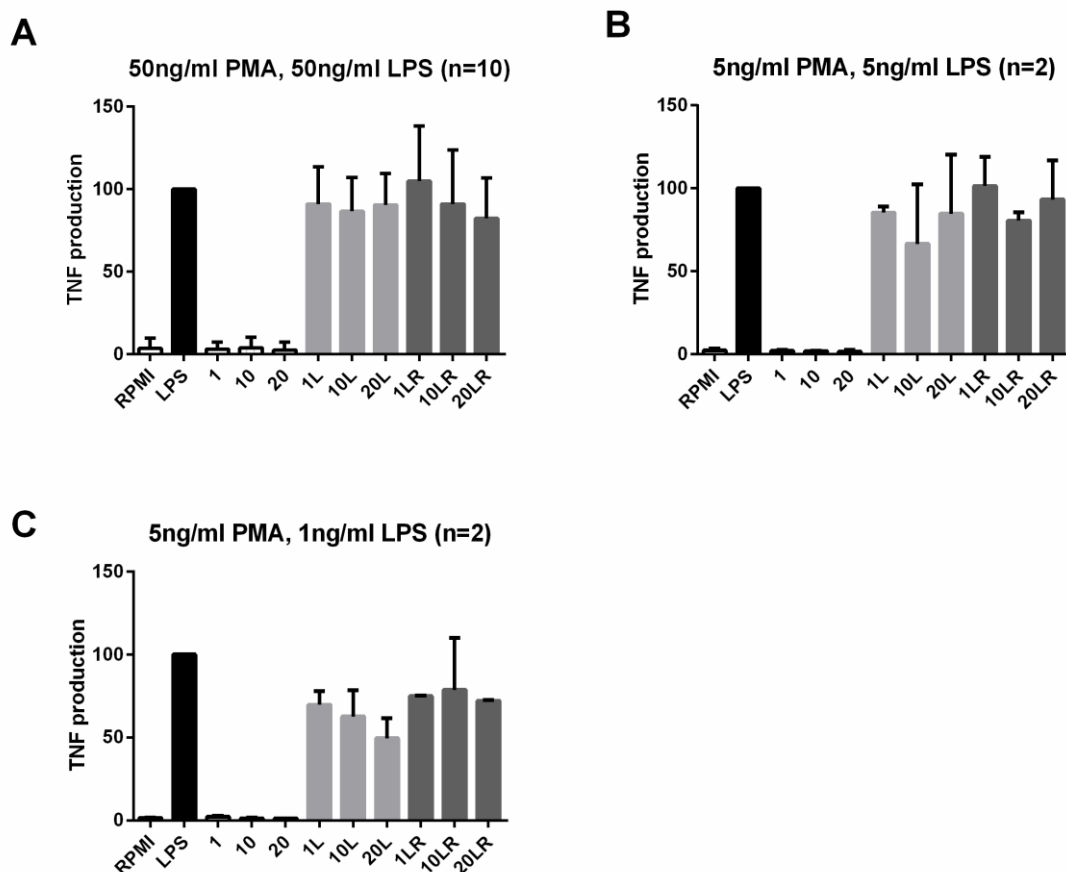 A
50ng/ml PMA, 50ng/ml LPS (n=10)
TNF production
150
100
50
0
RPMI
LPS
1
10
20
1L
10L
20L
1LR
10LR
20LR
B
5ng/ml PMA, 5ng/ml LPS (n=2)
TNF production
150
100
50
0
RPMI
LPS
1
10
20
1L
10L
20L
1LR
10LR
20LR
C
5ng/ml PMA, 1ng/ml LPS (n=2)
TNF production
150
100
50
0
RPMI
LPS
1
10
20
1L
10L
20L
1LR
10LR
20LR